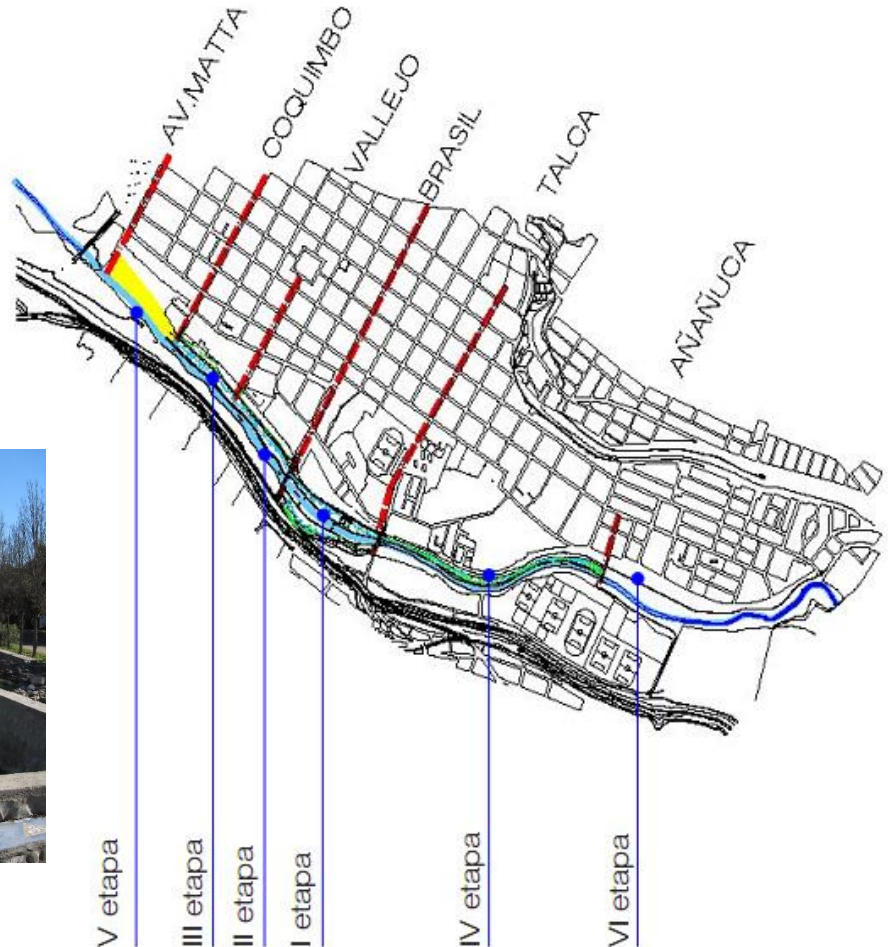 AV.MATTA
COQUIMBO
VALLEJO
BRASIL
TALCA
AÑAÑUCA
V etapa
III etapa
II etapa
I etapa
IV etapa
VI etapa